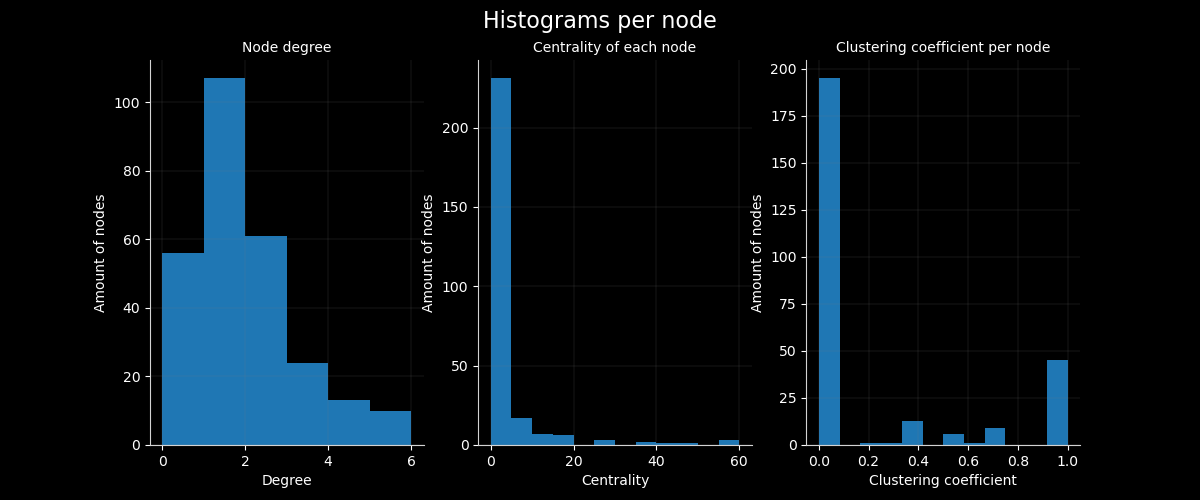 Histograms per node
Node degree
Amount of nodes
100
80
60
40
20
0
0 2 4 6
Degree
Centrality of each node
Amount of nodes
200
150
100
50
0
0 20 40 60
Centrality
Clustering coefficient per node
Amount of nodes
200
175
150
125
100
75
50
25
0
0.0 0.2 0.4 0.6 0.8 1.0
Clustering coefficient